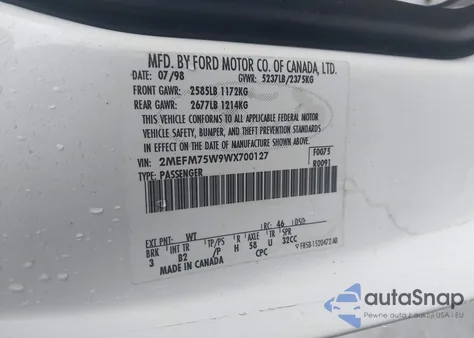 MFD. BY FORD MOTOR CO. OF CANADA, LTD.
07/98 GVWR: 5237LB/2375KG
FRONT GAWR: 2585LB 1172KG
REAR GAWR: 2677LB 1214KG
THIS VEHICLE CONFORMS TO ALL APPLICABLE FEDERAL MOTOR
VEHICLE SAFETY, BUMPER, AND THEFT PREVENTION STANDARDS
IN EFFECT ON THE DATE OF MANUFACTURE SHOWN ABOVE.
VIN: 2MEFM75W9WX700127 F0075
TYPE: PASSENGER R0091
EXT PNT: WT RC: 46 DSO:
BRK INT TR TP/PS R AXLE TR SPR
3 B2 /P H 58 U 32CC
MADE IN CANADA CPC
autoSnap